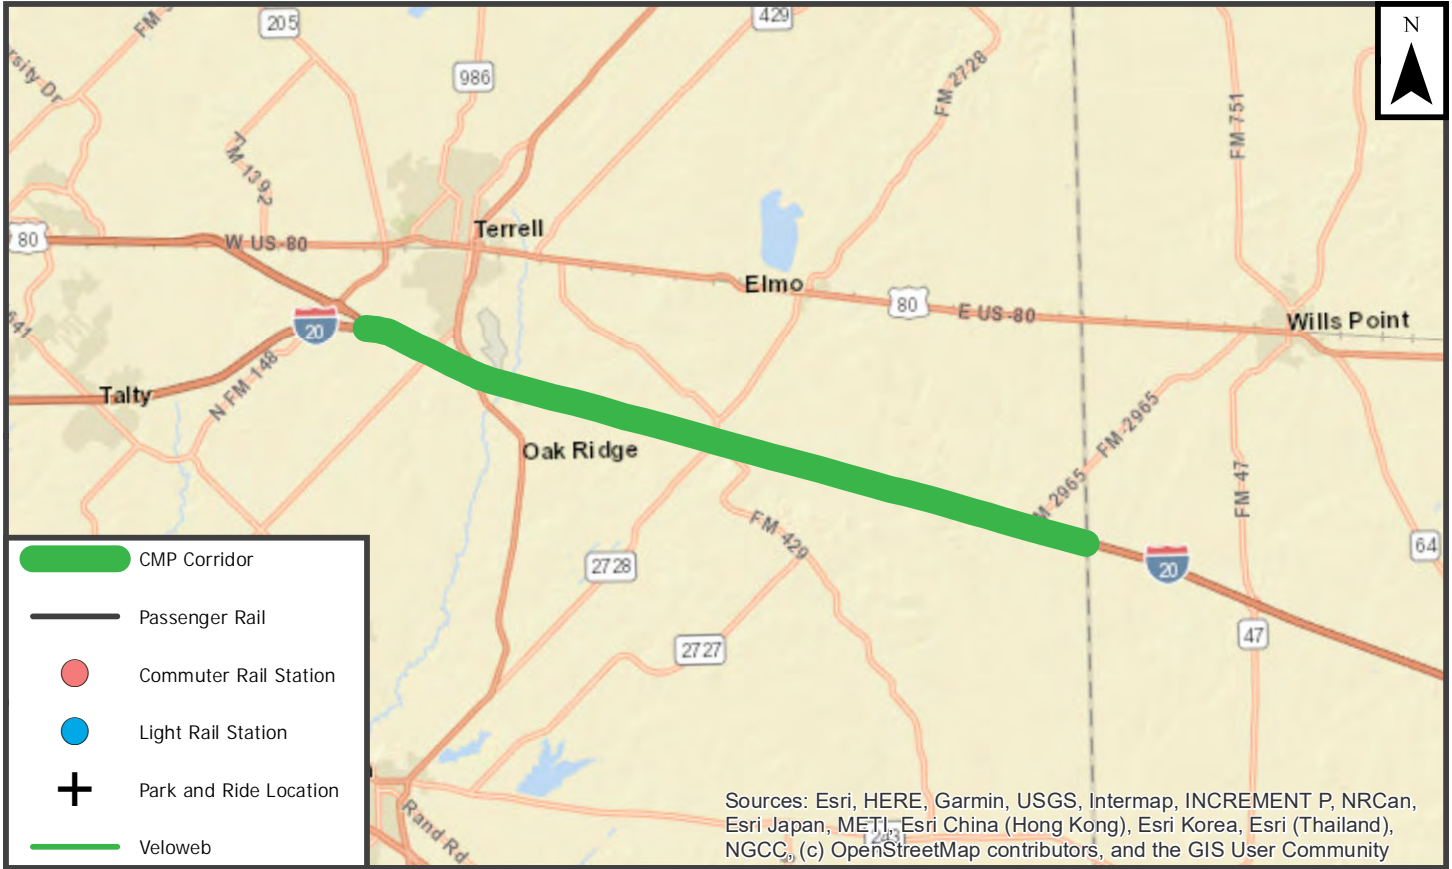 205
FM
429
N
986
FM 2728
FM 751
FM 1392
Terrell
80
W US-80
Elmo
80
E US-80
Wills Point
20
Talty
N FM 148
FM-2965
Oak Ridge
2965
FM 47
FM 429
64
2728
20
47
2727
CMP Corridor
Passenger Rail
Commuter Rail Station
Light Rail Station
Park and Ride Location
Veloweb
Rand Rd
243
Sources: Esri, HERE, Garmin, USGS, Intermap, INCREMENT P, NRCan,
Esri Japan, METI, Esri China (Hong Kong), Esri Korea, Esri (Thailand),
NGCC, (c) OpenStreetMap contributors, and the GIS User Community